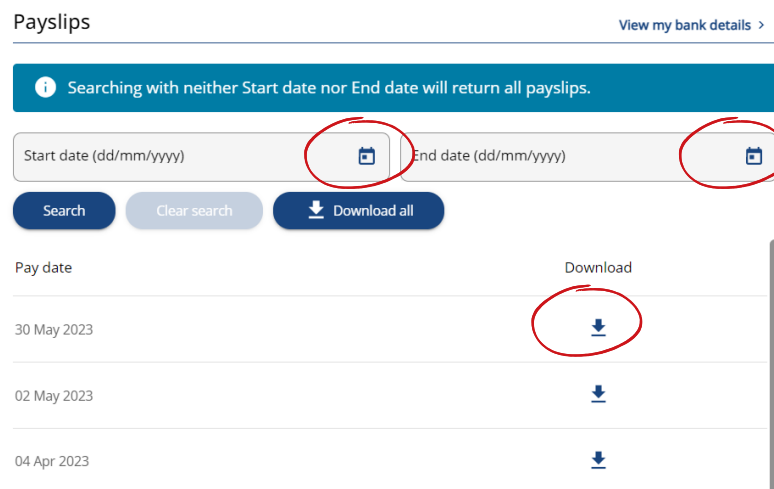 Payslips
View my bank details
Searching with neither Start date nor End date will return all payslips.
Start date (dd/mm/yyyy)
End date (dd/mm/yyyy)
Search
Clear search
Download all
Pay date
Download
30 May 2023
02 May 2023
04 Apr 2023